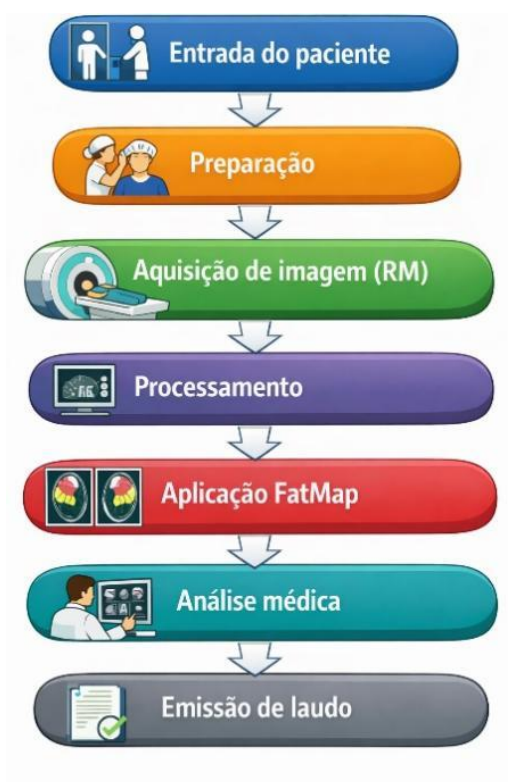 Entrada do paciente
Preparação
Aquisição de imagem (RM)
Processamento
Aplicação FatMap
Análise médica
Emissão de laudo